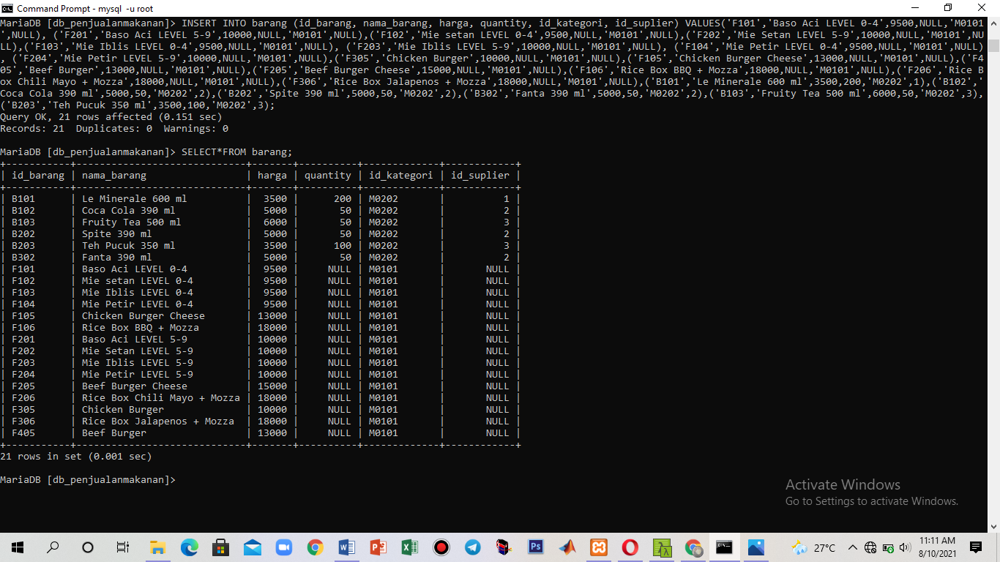 Command Prompt - mysql -u root
MariaDB [db_penjualanmakanan]> INSERT INTO barang (id_barang, nama_barang, harga, quantity, id_kategori, id_suplier) VALUES('F101','Baso Aci LEVEL 0-4',9500,NULL,'M0101
',NULL), ('F201','Baso Aci LEVEL 5-9',10000,NULL,'M0101',NULL),('F102','Mie setan LEVEL 0-4',9500,NULL,'M0101',NULL),('F202','Mie Setan LEVEL 5-9',10000,NULL,'M0101',NU
LL),('F103','Mie Iblis LEVEL 0-4',9500,NULL,'M0101',NULL), ('F203','Mie Iblis LEVEL 5-9',10000,NULL,'M0101',NULL), ('F104','Mie Petir LEVEL 0-4',9500,NULL,'M0101',NULL)
, ('F204','Mie Petir LEVEL 5-9',10000,NULL,'M0101',NULL),('F305','Chicken Burger',10000,NULL,'M0101',NULL),('F105','Chicken Burger Cheese',13000,NULL,'M0101',NULL),('F4
05','Beef Burger',13000,NULL,'M0101',NULL),('F205','Beef Burger Cheese',15000,NULL,'M0101',NULL),('F106','Rice Box BBQ + Mozza',18000,NULL,'M0101',NULL),('F206','Rice B
ox Chili Mayo + Mozza',18000,NULL,'M0101',NULL),('F306','Rice Box Jalapenos + Mozza',18000,NULL,'M0101',NULL),('B101','Le Minerale 600 ml',3500,200,'M0202',1),('B102','
Coca Cola 390 ml',5000,50,'M0202',2),('B202','Spite 390 ml',5000,50,'M0202',2),('B302','Fanta 390 ml',5000,50,'M0202',2),('B103','Fruity Tea 500 ml',6000,50,'M0202',3),
('B203','Teh Pucuk 350 ml',3500,100,'M0202',3);
Query OK, 21 rows affected (0.151 sec)
Records: 21  Duplicates: 0  Warnings: 0
MariaDB [db_penjualanmakanan]> SELECT*FROM barang;
+-----------+----------------------------+-------+----------+-------------+------------+
| id_barang | nama_barang                | harga | quantity | id_kategori | id_suplier |
+-----------+----------------------------+-------+----------+-------------+------------+
| B101      | Le Minerale 600 ml         |  3500 |      200 | M0202       |          1 |
| B102      | Coca Cola 390 ml           |  5000 |       50 | M0202       |          2 |
| B103      | Fruity Tea 500 ml          |  6000 |       50 | M0202       |          3 |
| B202      | Spite 390 ml               |  5000 |       50 | M0202       |          2 |
| B203      | Teh Pucuk 350 ml           |  3500 |      100 | M0202       |          3 |
| B302      | Fanta 390 ml               |  5000 |       50 | M0202       |          2 |
| F101      | Baso Aci LEVEL 0-4         |  9500 |     NULL | M0101       |       NULL |
| F102      | Mie setan LEVEL 0-4        |  9500 |     NULL | M0101       |       NULL |
| F103      | Mie Iblis LEVEL 0-4        |  9500 |     NULL | M0101       |       NULL |
| F104      | Mie Petir LEVEL 0-4        |  9500 |     NULL | M0101       |       NULL |
| F105      | Chicken Burger Cheese      | 13000 |     NULL | M0101       |       NULL |
| F106      | Rice Box BBQ + Mozza       | 18000 |     NULL | M0101       |       NULL |
| F201      | Baso Aci LEVEL 5-9         | 10000 |     NULL | M0101       |       NULL |
| F202      | Mie Setan LEVEL 5-9        | 10000 |     NULL | M0101       |       NULL |
| F203      | Mie Iblis LEVEL 5-9        | 10000 |     NULL | M0101       |       NULL |
| F204      | Mie Petir LEVEL 5-9        | 10000 |     NULL | M0101       |       NULL |
| F205      | Beef Burger Cheese         | 15000 |     NULL | M0101       |       NULL |
| F206      | Rice Box Chili Mayo + Mozza | 18000 |     NULL | M0101       |       NULL |
| F305      | Chicken Burger             | 10000 |     NULL | M0101       |       NULL |
| F306      | Rice Box Jalapenos + Mozza | 18000 |     NULL | M0101       |       NULL |
| F405      | Beef Burger                | 13000 |     NULL | M0101       |       NULL |
+-----------+----------------------------+-------+----------+-------------+------------+
21 rows in set (0.001 sec)
MariaDB [db_penjualanmakanan]>
Activate Windows
Go to Settings to activate Windows.
27°C
11:11 AM
8/10/2021